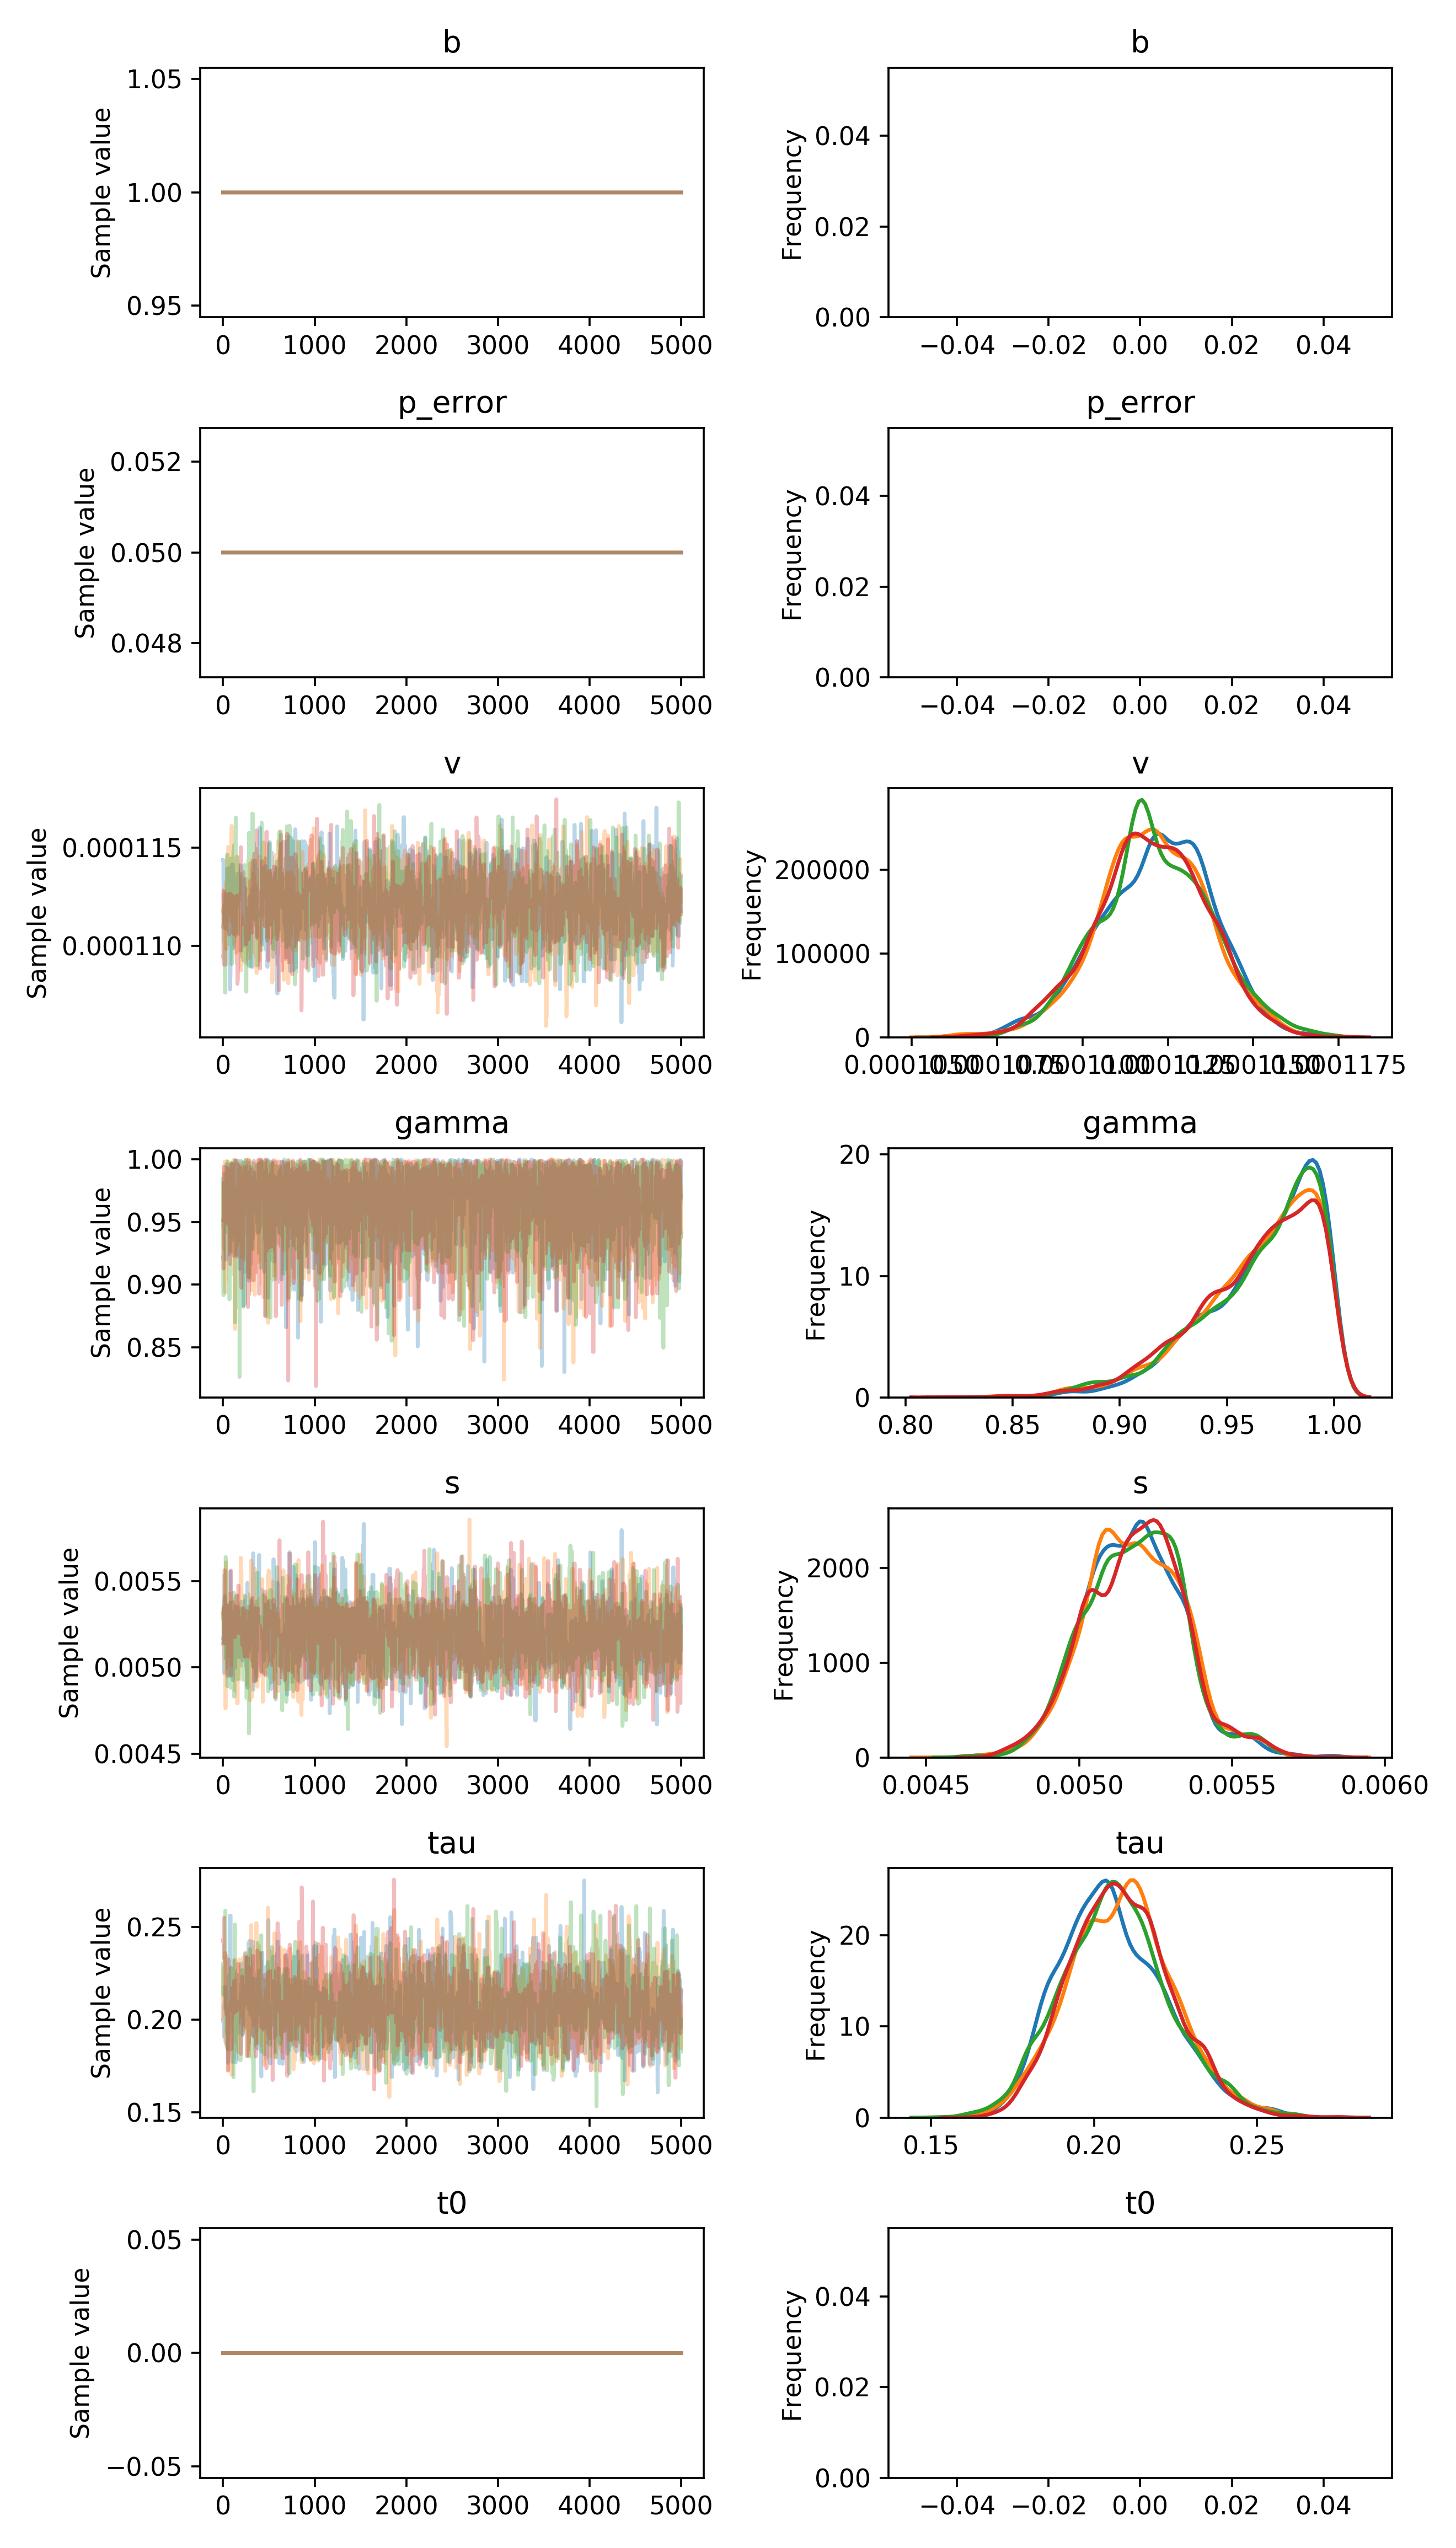 b
b
Sample value
1.05
1.00
0.95
0 1000 2000 3000 4000 5000
Frequency
0.04
0.02
0.00
−0.04 −0.02 0.00 0.02 0.04
p_error
p_error
Sample value
0.052
0.050
0.048
0 1000 2000 3000 4000 5000
Frequency
0.04
0.02
0.00
−0.04 −0.02 0.00 0.02 0.04
v
v
Sample value
0.000115
0.000110
0 1000 2000 3000 4000 5000
Frequency
200000
100000
0
gamma
gamma
Sample value
1.00
0.95
0.90
0.85
0 1000 2000 3000 4000 5000
Frequency
20
10
0
0.80 0.85 0.90 0.95 1.00
s
s
Sample value
0.0055
0.0050
0.0045
0 1000 2000 3000 4000 5000
Frequency
2000
1000
0
0.0045 0.0050 0.0055 0.0060
tau
tau
Sample value
0.25
0.20
0.15
0 1000 2000 3000 4000 5000
Frequency
20
10
0
0.15 0.20 0.25
t0
t0
Sample value
0.05
0.00
−0.05
0 1000 2000 3000 4000 5000
Frequency
0.04
0.02
0.00
−0.04 −0.02 0.00 0.02 0.04